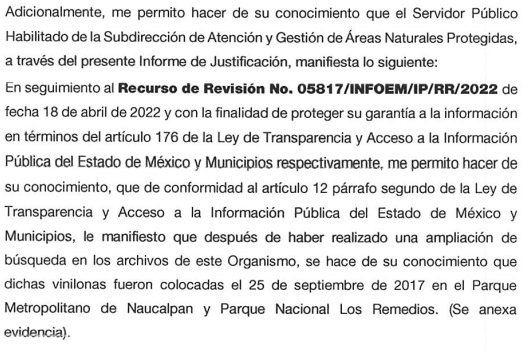 Adicionalmente, me permito hacer de su conocimiento que el Servidor Público
Habilitado de la Subdirección de Atención y Gestión de Áreas Naturales Protegidas,
a través del presente Informe de Justificación, manifiesta lo siguiente:
En seguimiento al Recurso de Revisión No. 05817/INFOEM/IP/RR/2022 de
fecha 18 de abril de 2022 y con la finalidad de proteger su garantía a la información
en términos del artículo 176 de la Ley de Transparencia y Acceso a la Información
Pública del Estado de México y Municipios respectivamente, me permito hacer de
su conocimiento, que de conformidad al artículo 12 párrafo segundo de la Ley de
Transparencia y Acceso a la Información Pública del Estado de México y
Municipios, le manifiesto que después de haber realizado una ampliación de
búsqueda en los archivos de este Organismo, se hace de su conocimiento que
dichas vinilonas fueron colocadas el 25 de septiembre de 2017 en el Parque
Metropolitano de Naucalpan y Parque Nacional Los Remedios. (Se anexa
evidencia).